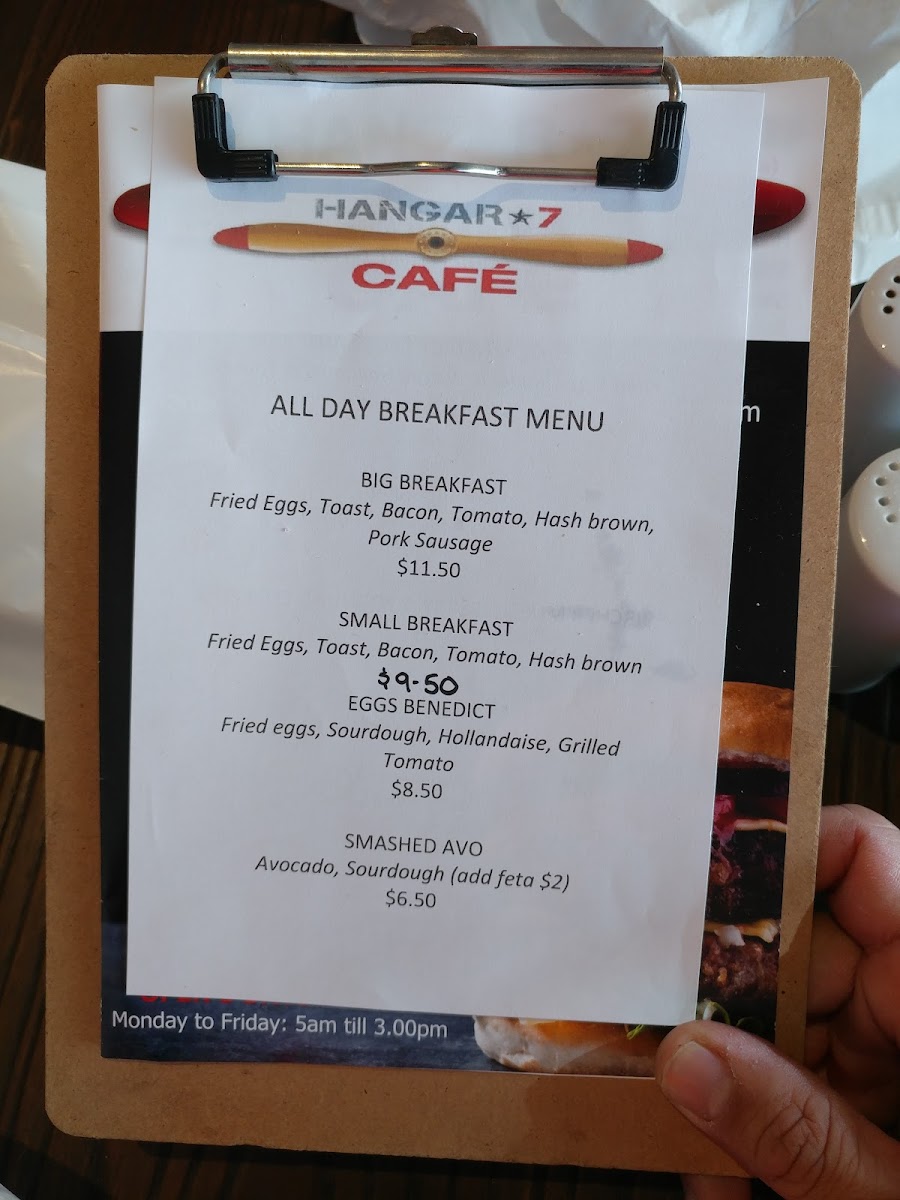 HANGAR★7
CAFÉ
ALL DAY BREAKFAST MENU
m
BIG BREAKFAST
Fried Eggs, Toast, Bacon, Tomato, Hash brown,
Pork Sausage
$11.50
SMALL BREAKFAST
Fried Eggs, Toast, Bacon, Tomato, Hash brown
$9-50
EGGS BENEDICT
Fried eggs, Sourdough, Hollandaise, Grilled
Tomato
$8.50
SMASHED AVO
Avocado, Sourdough (add feta $2)
$6.50
Monday to Friday: 5am till 3.00pm